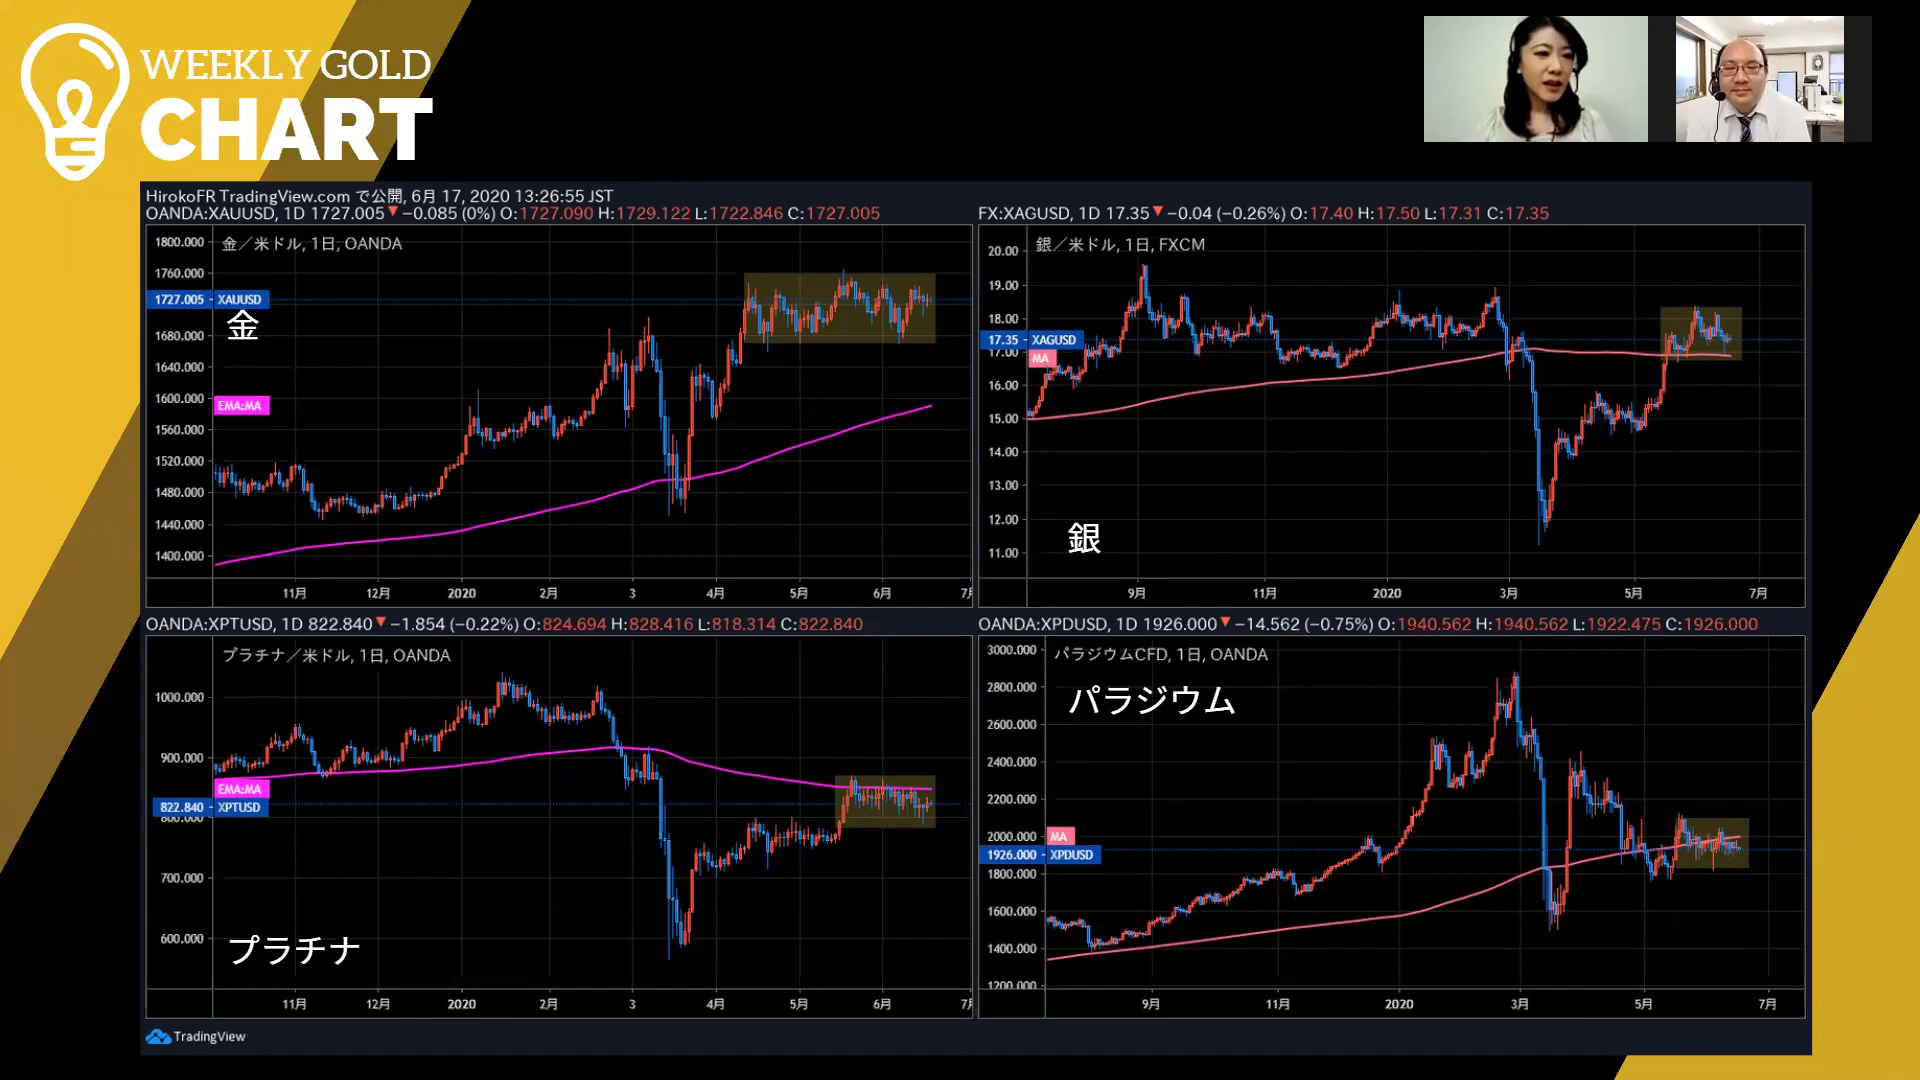 WEEKLY GOLD
CHART
HirokoFR TradingView.com で公開, 6月 17, 2020 13:26:55 JST
OANDA:XAUUSD, 1D 1727.005▼ −0.085 (0%) O:1727.090 H:1729.122 L:1722.846 C:1727.005
金／米ドル, 1日, OANDA
1800.000
1760.000
1727.005 XAUUSD
金
1680.000
1640.000
1600.000
EMA:MA
1560.000
1520.000
1480.000
1440.000
1400.000
11月 12月 2020 2月 3 4月 5月 6月
FX:XAGUSD, 1D 17.35▼ −0.04 (−0.26%) O:17.40 H:17.50 L:17.31 C:17.35
銀／米ドル, 1日, FXCM
20.00
19.00
18.00
17.35 XAGUSD
17.00 MA
16.00
15.00
14.00
13.00
12.00
銀
11.00
9月 11月 2020 3月 5月 7月
OANDA:XPTUSD, 1D 822.840▼ −1.854 (−0.22%) O:824.694 H:828.416 L:818.314 C:822.840
プラチナ／米ドル, 1日, OANDA
1000.000
900.000
EMA:MA
822.840 XPTUSD
800.000
700.000
600.000
プラチナ
11月 12月 2020 2月 3 4月 5月 6月
OANDA:XPDUSD, 1D 1926.000▼ −14.562 (−0.75%) O:1940.562 H:1940.562 L:1922.475 C:1926.000
3000.000
パラジウムCFD, 1日, OANDA
2800.000
パラジウム
2600.000
2400.000
2200.000
2000.000 MA
1926.000 XPDUSD
1800.000
1600.000
1400.000
1200.000
9月 11月 2020 3月 5月 7月
TradingView